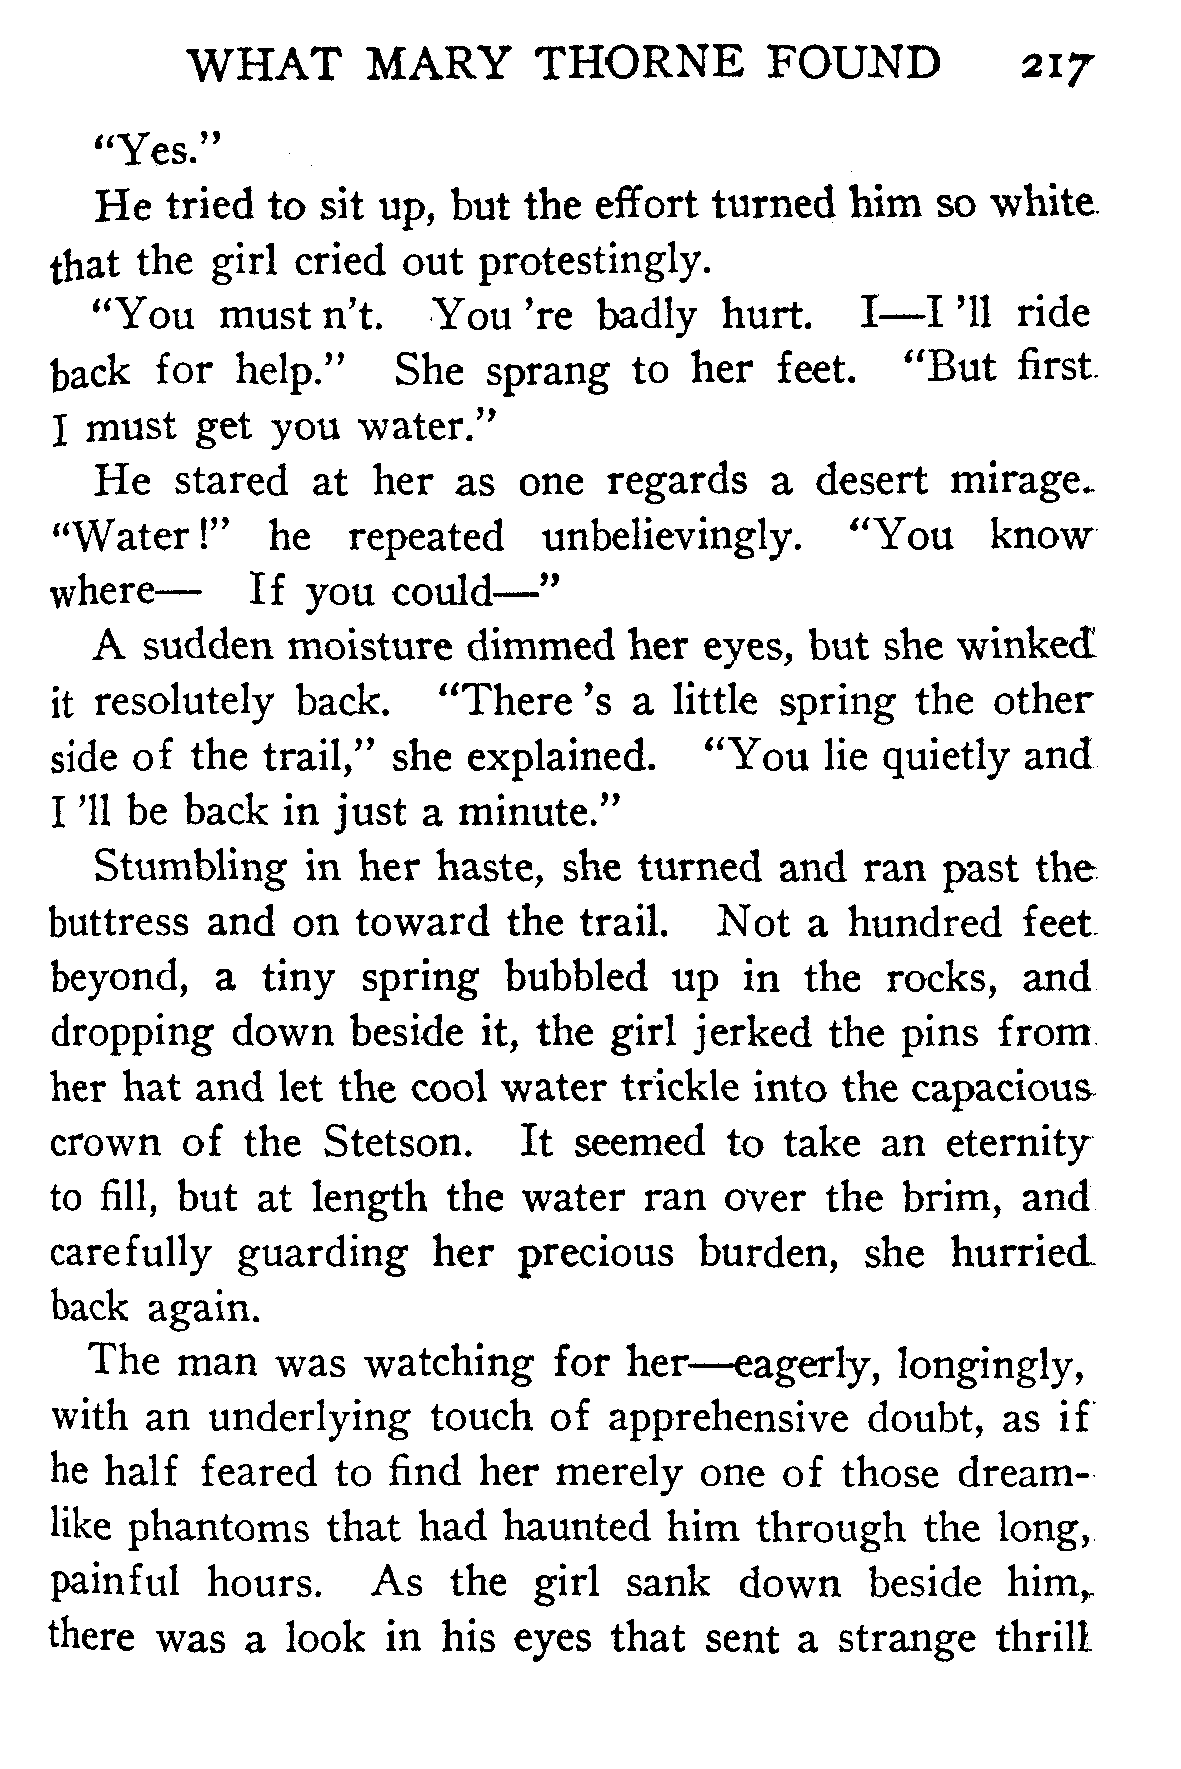 WHAT MARY THORNE FOUND 217
“Yes.”
He tried to sit up, but the effort turned him so white
that the girl cried out protestingly.
“You must n’t. You ’re badly hurt. I—I ’ll ride
back for help.” She sprang to her feet. “But first
I must get you water.”
He stared at her as one regards a desert mirage.
“Water!” he repeated unbelievingly. “You know
where— If you could—”
A sudden moisture dimmed her eyes, but she winked
it resolutely back. “There ’s a little spring the other
side of the trail,” she explained. “You lie quietly and
I ’ll be back in just a minute.”
Stumbling in her haste, she turned and ran past the
buttress and on toward the trail. Not a hundred feet
beyond, a tiny spring bubbled up in the rocks, and
dropping down beside it, the girl jerked the pins from
her hat and let the cool water trickle into the capacious
crown of the Stetson. It seemed to take an eternity
to fill, but at length the water ran over the brim, and
carefully guarding her precious burden, she hurried
back again.
The man was watching for her—eagerly, longingly,
with an underlying touch of apprehensive doubt, as if
he half feared to find her merely one of those dream-
like phantoms that had haunted him through the long,
painful hours. As the girl sank down beside him,
there was a look in his eyes that sent a strange thrill